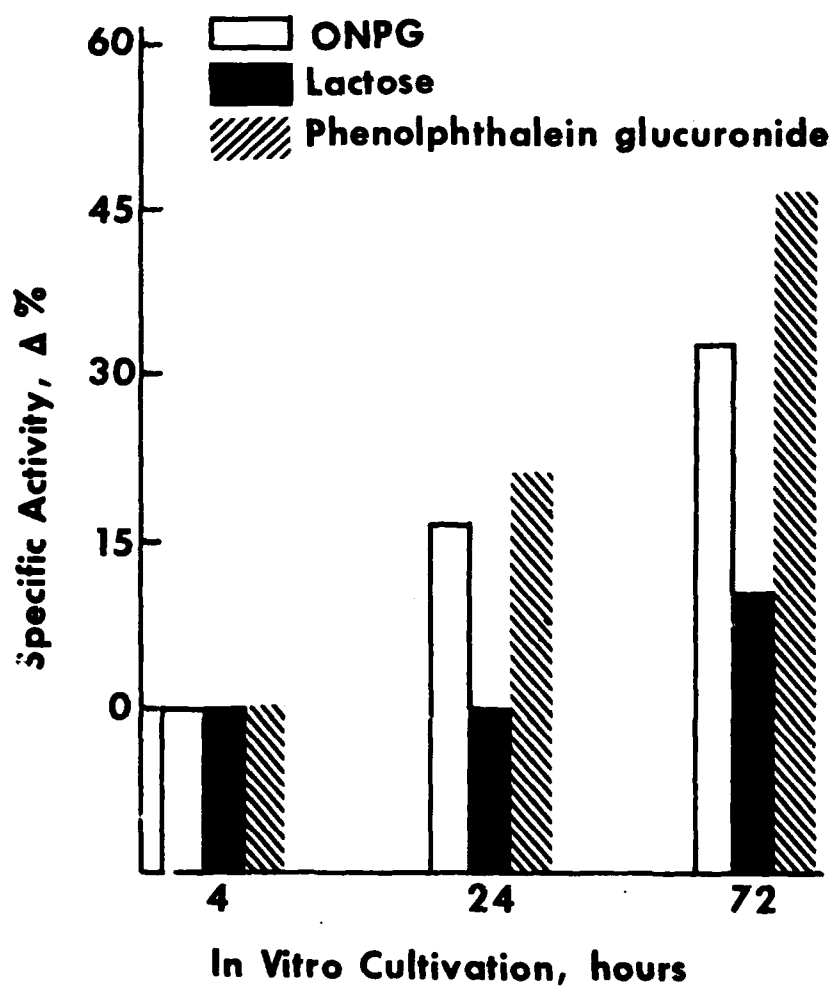 ONPG
Lactose
Phenolphthalein glucuronide
60
45
30
15
0
Specific Activity, Δ %
4 24 72
In Vitro Cultivation, hours